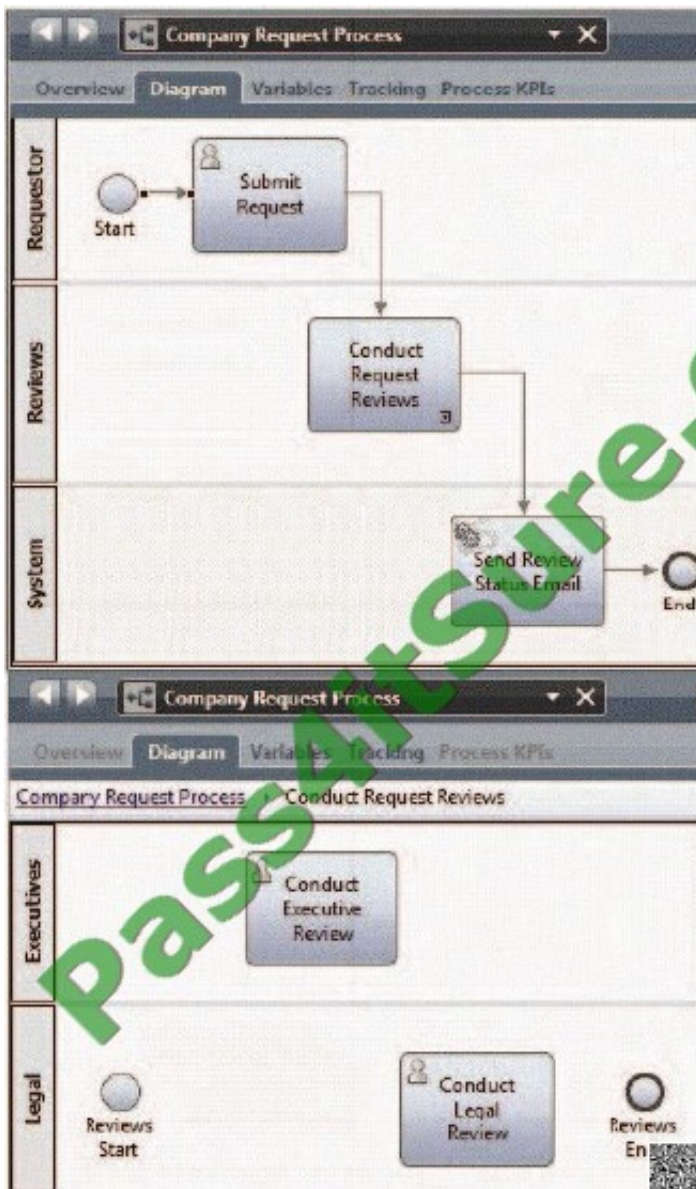 Company Request Process
Overview Diagram Variables Tracking Process KPIs
Requestor
Start
Submit
Request
Reviews
Conduct
Request
Reviews
System
Send Review
Status Email
End
Company Request Process
Overview Diagram Variables Tracking Process KPIs
Company Request Process Conduct Request Reviews
Executives
Conduct
Executive
Review
Legal
Reviews
Start
Conduct
Legal
Review
Reviews
En
Pass4itSure.